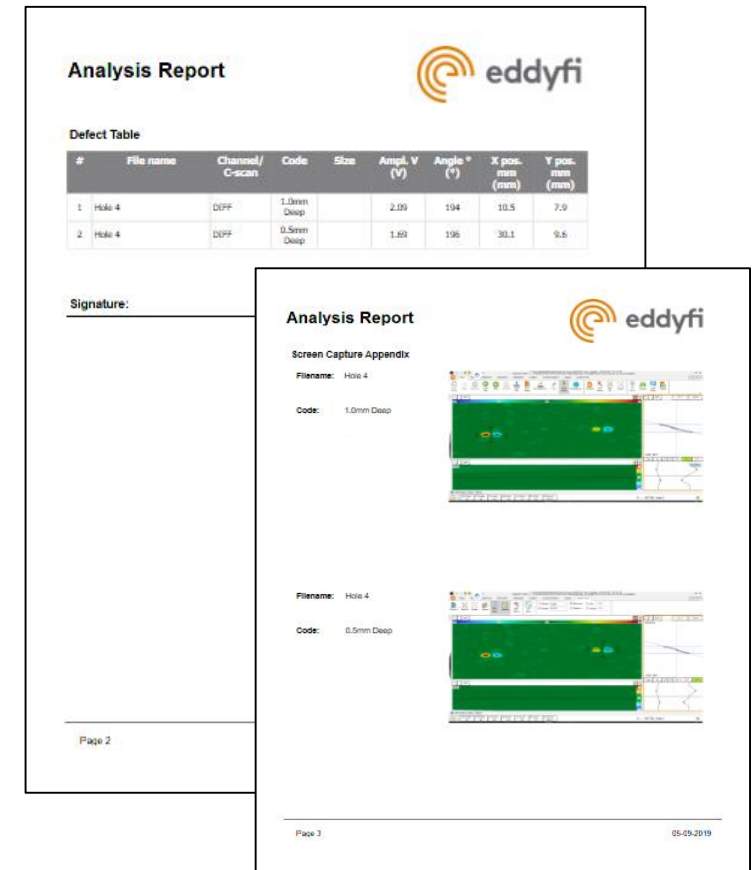 Analysis Report
eddyfi
Defect Table
# File name Channel/ C-scan Code Size Ampl. V (V) Angle ° (°) X pos. mm (mm) Y pos. mm (mm)
1 Hole 4 DIFF 1.0mm Deep 2.09 194 10.5 7.9
2 Hole 4 DIFF 0.5mm Deep 1.69 196 30.1 9.6
Signature:
Page 2
Analysis Report
eddyfi
Screen Capture Appendix
Filename: Hole 4
Code: 1.0mm Deep
Filename: Hole 4
Code: 0.5mm Deep
Page 3
05-09-2019